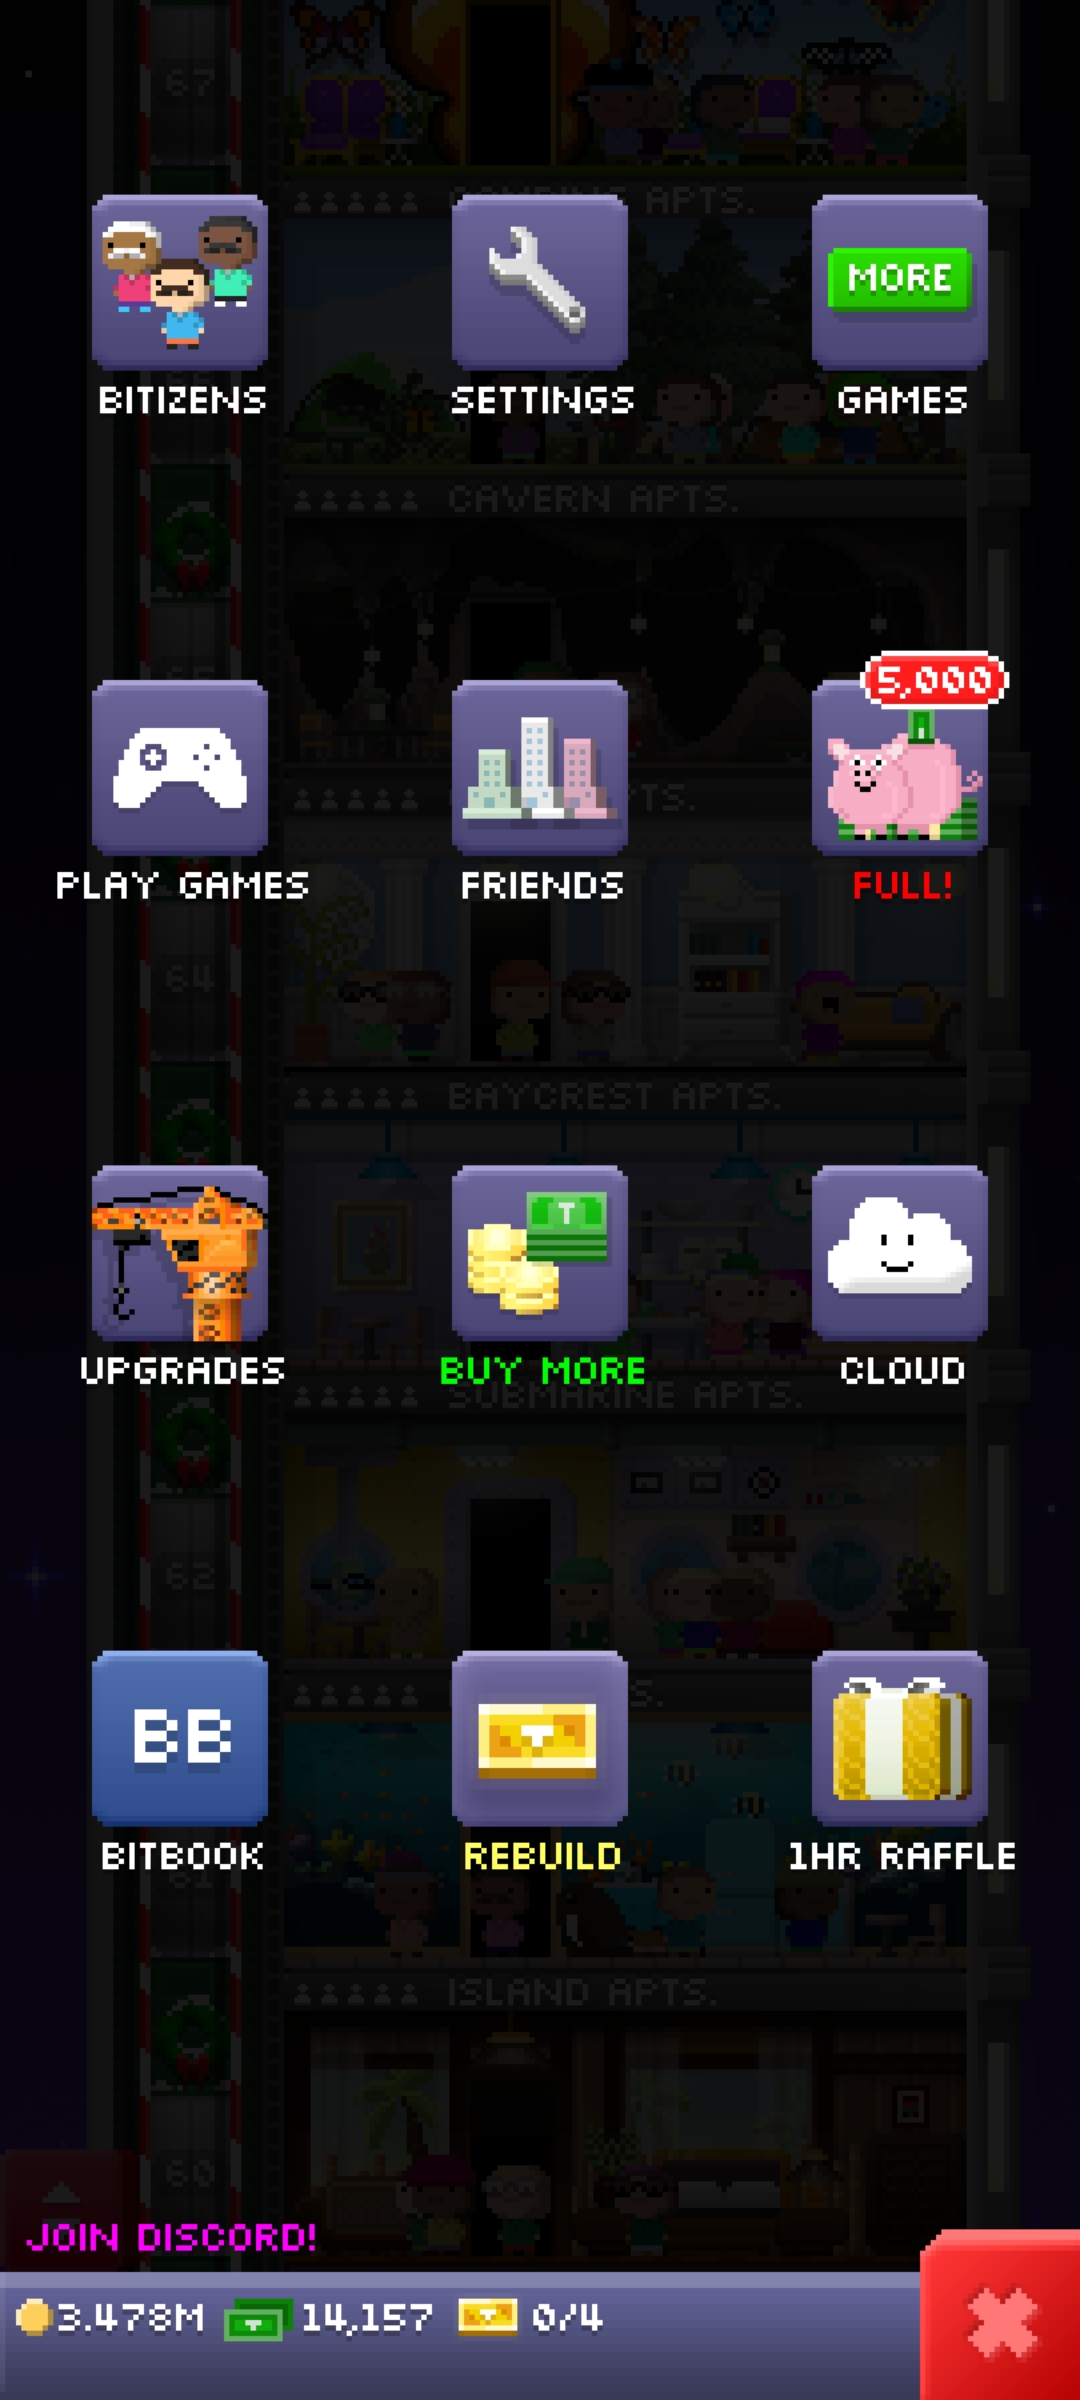 67
APTS.
MORE
BITIZENS
SETTINGS
GAMES
CAVERN APTS.
5,000
PLAY GAMES
FRIENDS
FULL!
64
BAYCREST APTS.
T
UPGRADES
BUY MORE
CLOUD
SUBMARINE APTS.
62
BB
BITBOOK
REBUILD
1HR RAFFLE
ISLAND APTS.
60
JOIN DISCORD!
3.478M 14,157 0/4